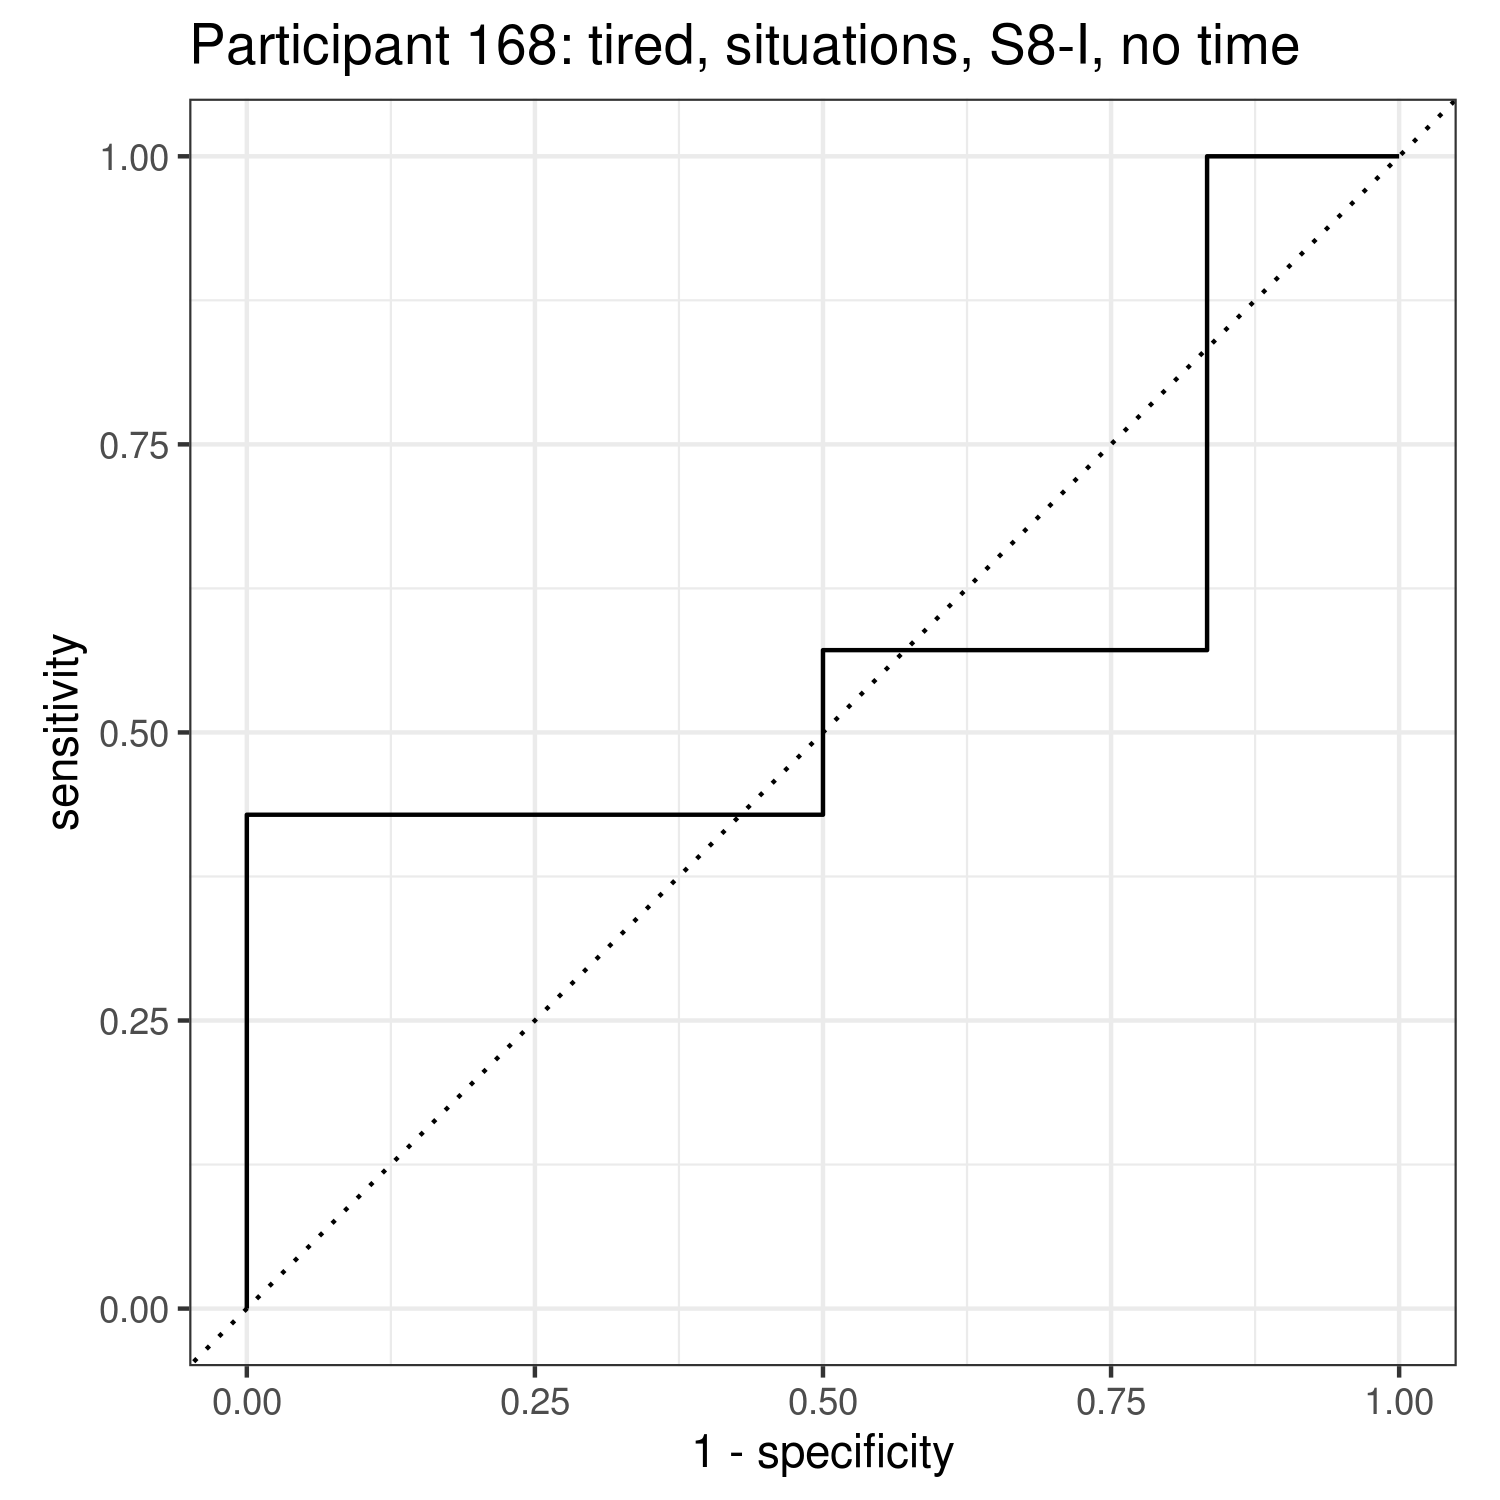 Participant 168: tired, situations, S8-I, no time
1.00
0.75
0.50
0.25
0.00
sensitivity
0.00 0.25 0.50 0.75 1.00
1 - specificity